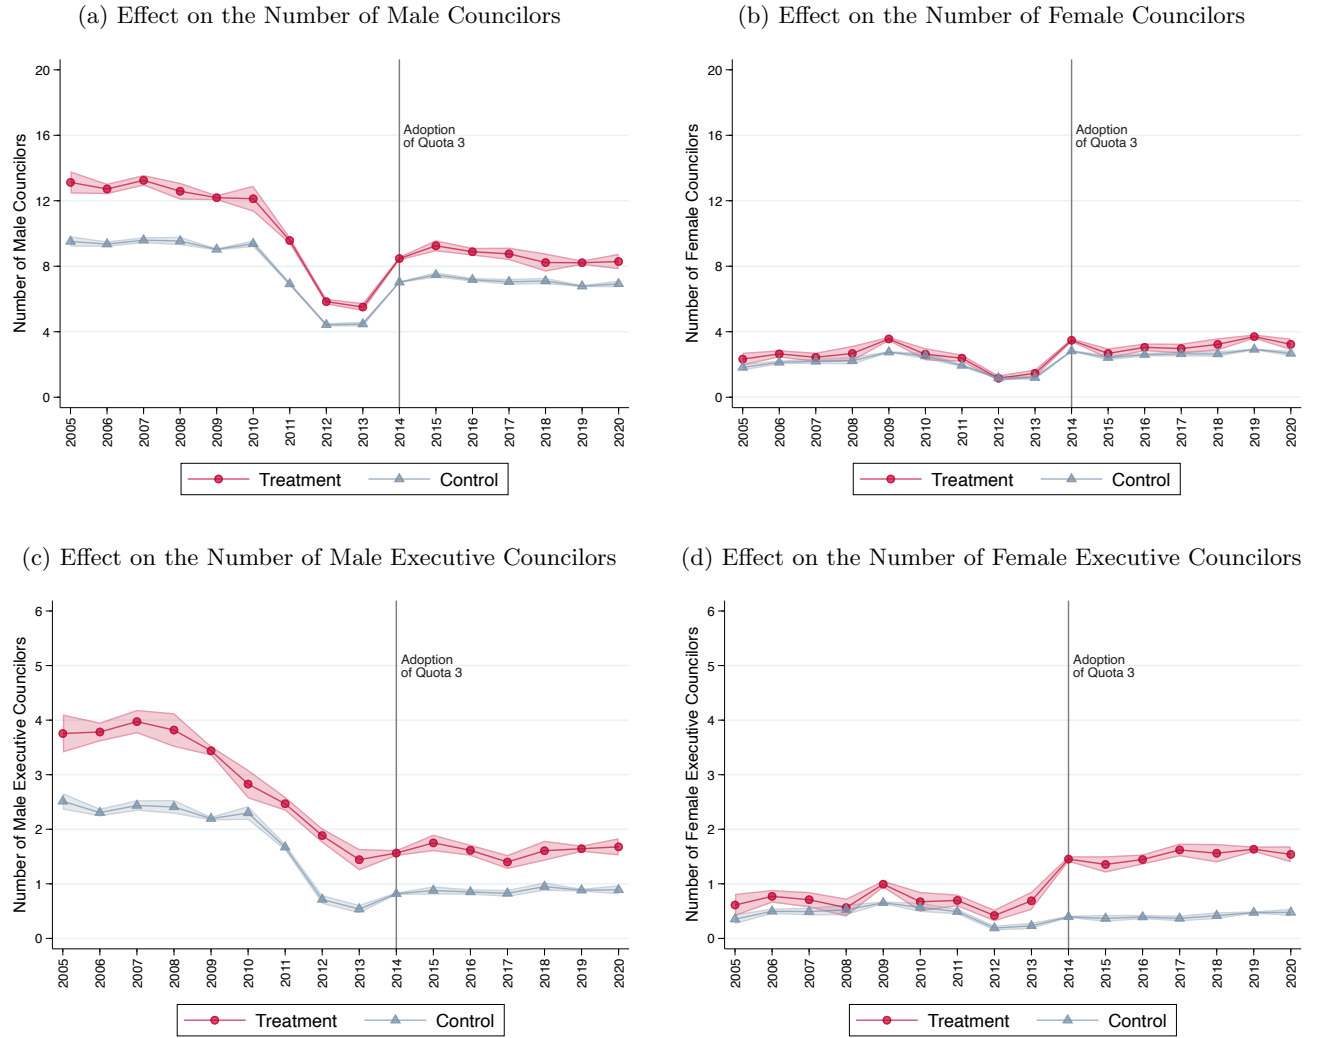 (a) Effect on the Number of Male Councilors
Number of Male Councilors
20
16
12
8
4
0
Adoption
of Quota 3
2005 2006 2007 2008 2009 2010 2011 2012 2013 2014 2015 2016 2017 2018 2019 2020
Treatment Control
(b) Effect on the Number of Female Councilors
Number of Female Councilors
20
16
12
8
4
0
Adoption
of Quota 3
2005 2006 2007 2008 2009 2010 2011 2012 2013 2014 2015 2016 2017 2018 2019 2020
Treatment Control
(c) Effect on the Number of Male Executive Councilors
Number of Male Executive Councilors
6
5
4
3
2
1
0
Adoption
of Quota 3
2005 2006 2007 2008 2009 2010 2011 2012 2013 2014 2015 2016 2017 2018 2019 2020
Treatment Control
(d) Effect on the Number of Female Executive Councilors
Number of Female Executive Councilors
6
5
4
3
2
1
0
Adoption
of Quota 3
2005 2006 2007 2008 2009 2010 2011 2012 2013 2014 2015 2016 2017 2018 2019 2020
Treatment Control